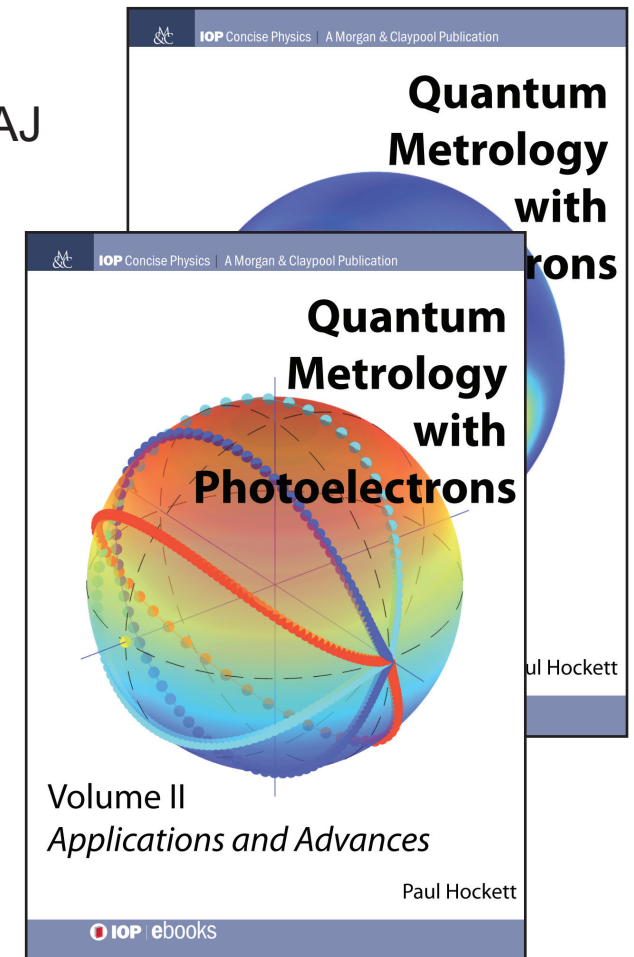 AJ
M&C IOP Concise Physics | A Morgan & Claypool Publication
Quantum
Metrology
with
rons
ul Hockett
M&C IOP Concise Physics | A Morgan & Claypool Publication
Quantum
Metrology
with
Photoelectrons
Volume II
Applications and Advances
Paul Hockett
IOP | ebooks